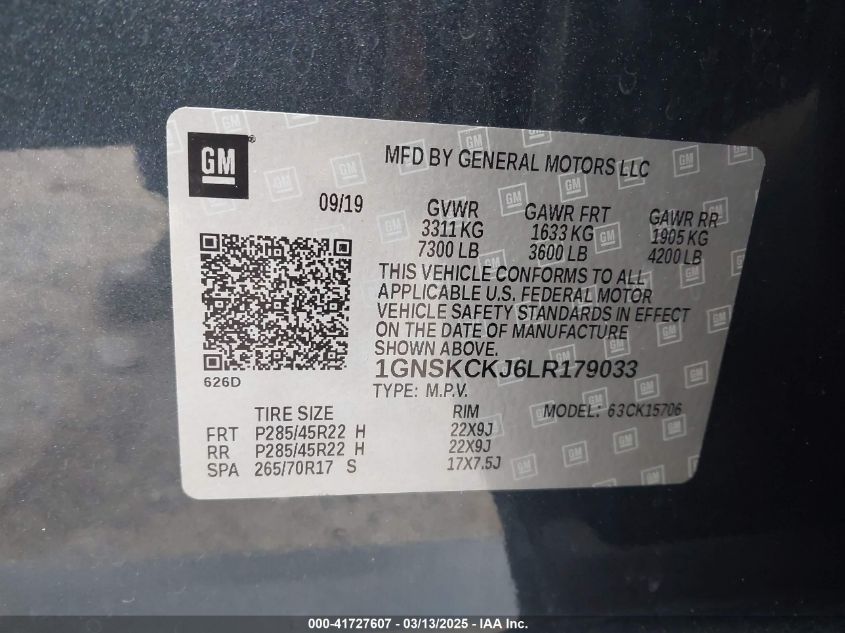 GM
®
MFD BY GENERAL MOTORS LLC
09/19
GVWR GAWR FRT GAWR RR
3311 KG 1633 KG 1905 KG
7300 LB 3600 LB 4200 LB
THIS VEHICLE CONFORMS TO ALL
APPLICABLE U.S. FEDERAL MOTOR
VEHICLE SAFETY STANDARDS IN EFFECT
ON THE DATE OF MANUFACTURE
SHOWN ABOVE.
1GNSKCKJ6LR179033
626D
TYPE: M.P.V.
TIRE SIZE RIM MODEL: 63CK15706
FRT P285/45R22 H 22X9J
RR P285/45R22 H 22X9J
SPA 265/70R17 S 17X7.5J
000-41727607 - 03/13/2025 - IAA Inc.